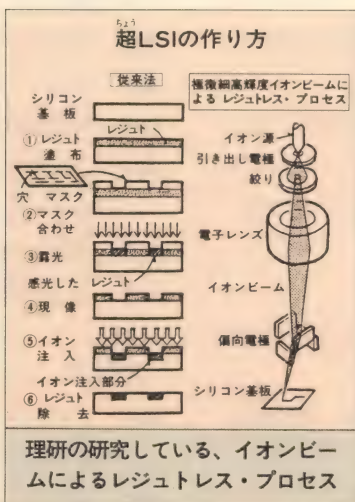 ちょう
超LSIの作り方
従来法
シリコン
基板
レジュト
①レジュト
塗布
穴 マスク
②マスク
合わせ
③露光
感光した レジュト
④現像
⑤イオン
注入
イオン注入部分
⑥レジュト
除去
極微細高輝度イオンビームに
よる レジュトレス・プロセス
イオン源
引き出し電極
絞り
電子レンズ
イオンビーム
偏向電極
シリコン基板
理研の研究している、イオンビー
ムによるレジュトレス・プロセス